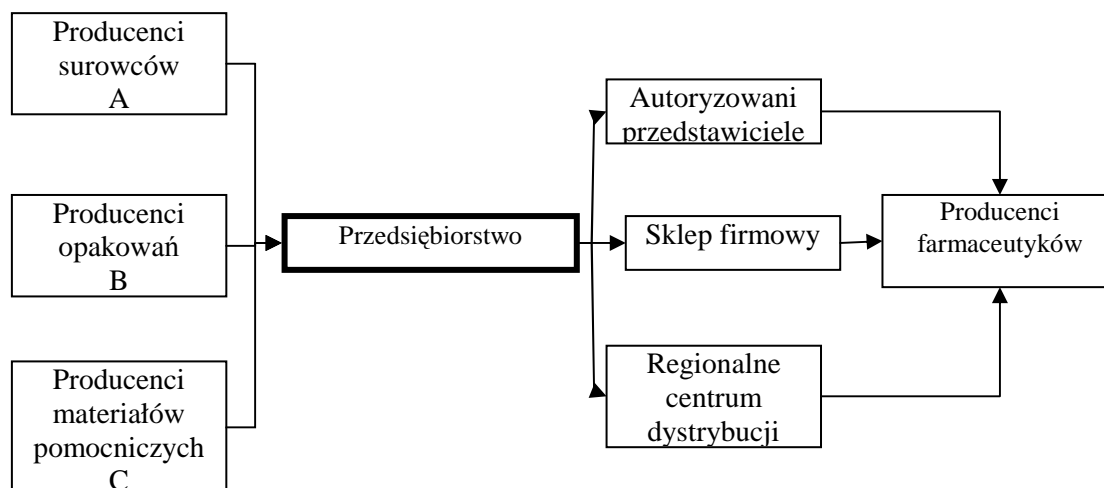 Producenci
surowców
A
Producenci
opakowań
B
Producenci
materiałów
pomocniczych
C
Przedsiębiorstwo
Autoryzowani
przedstawiciele
Sklep firmowy
Regionalne
centrum
dystrybucji
Producenci
farmaceutyków